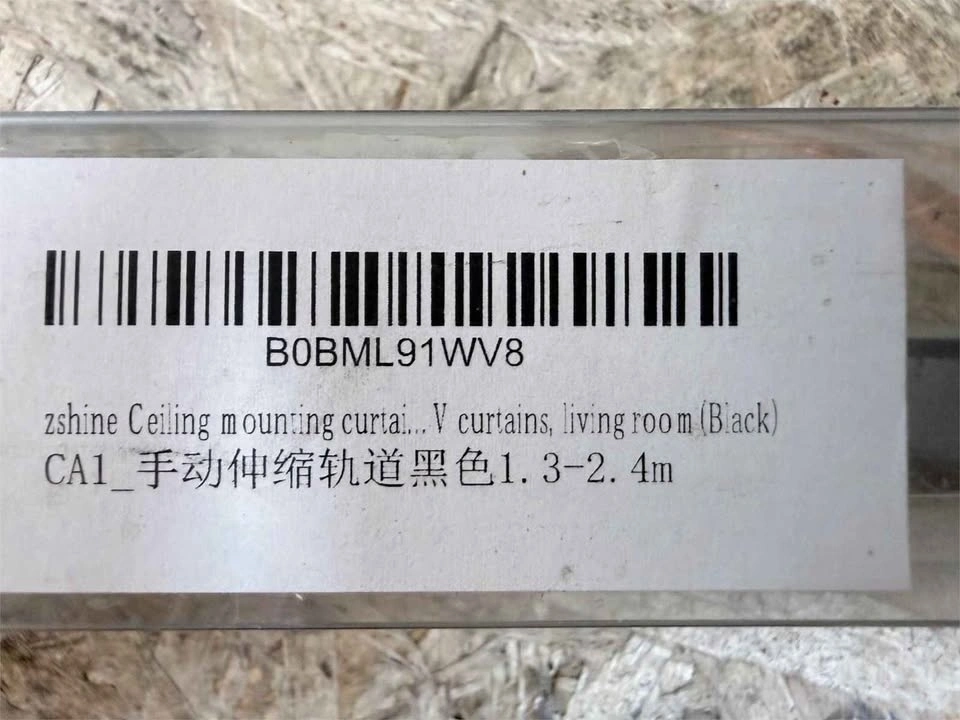 B0BML91WV8
zshine Ceiling mounting curtai...V curtains, living room(Black)
CA1_手动伸缩轨道黑色1.3-2.4m